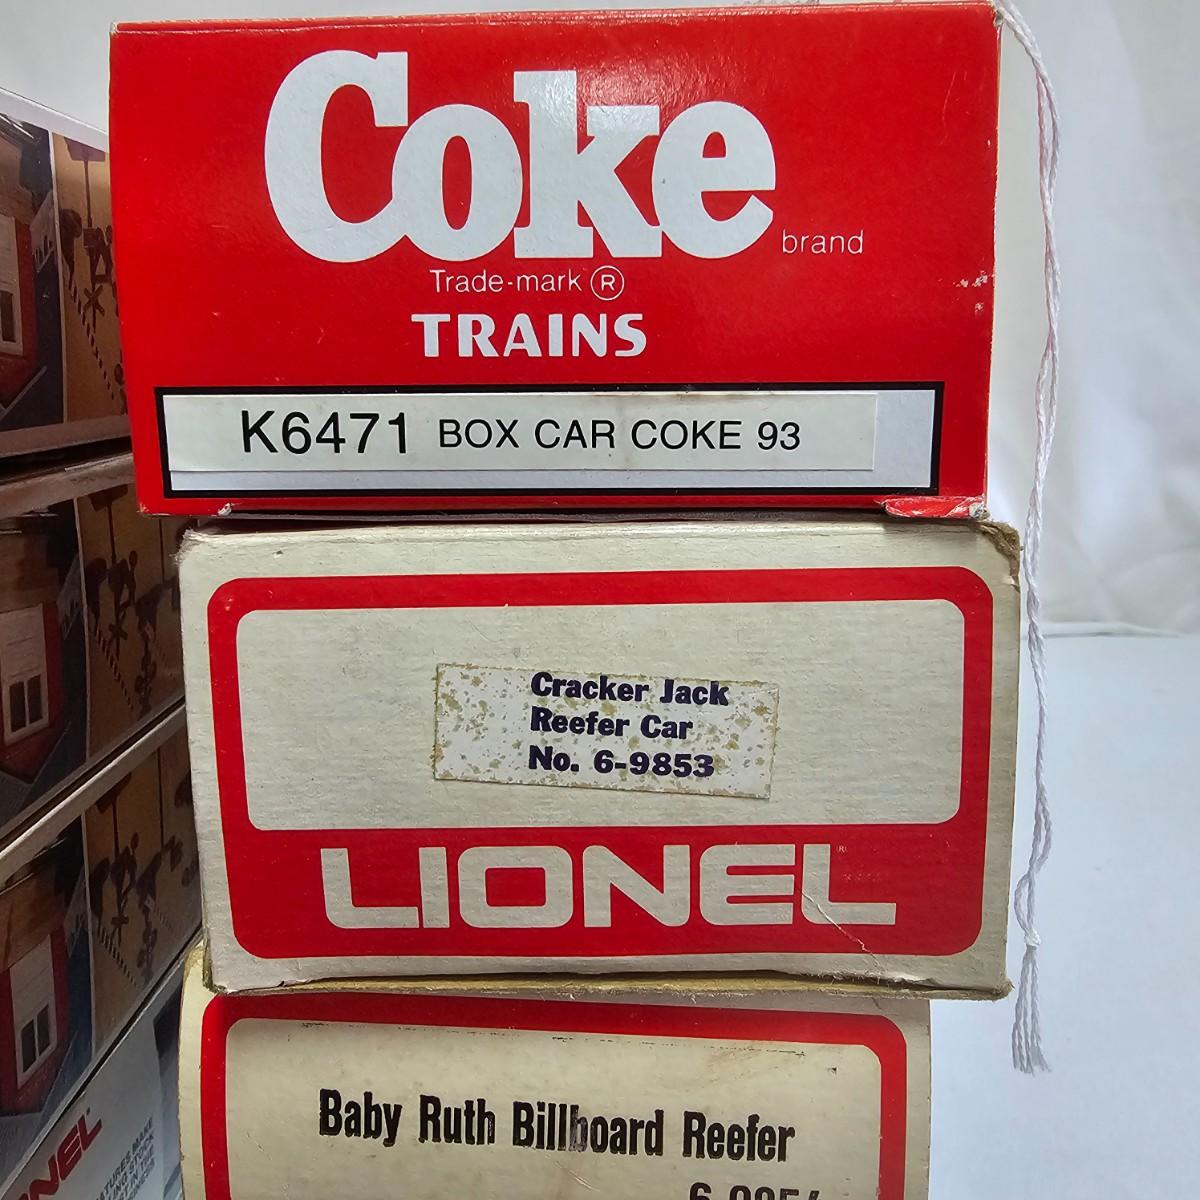 Coke
brand
Trade-mark ®
TRAINS
K6471 BOX CAR COKE 93
Cracker Jack
Reefer Car
No. 6-9853
LIONEL ®
Baby Ruth Billboard Reefer